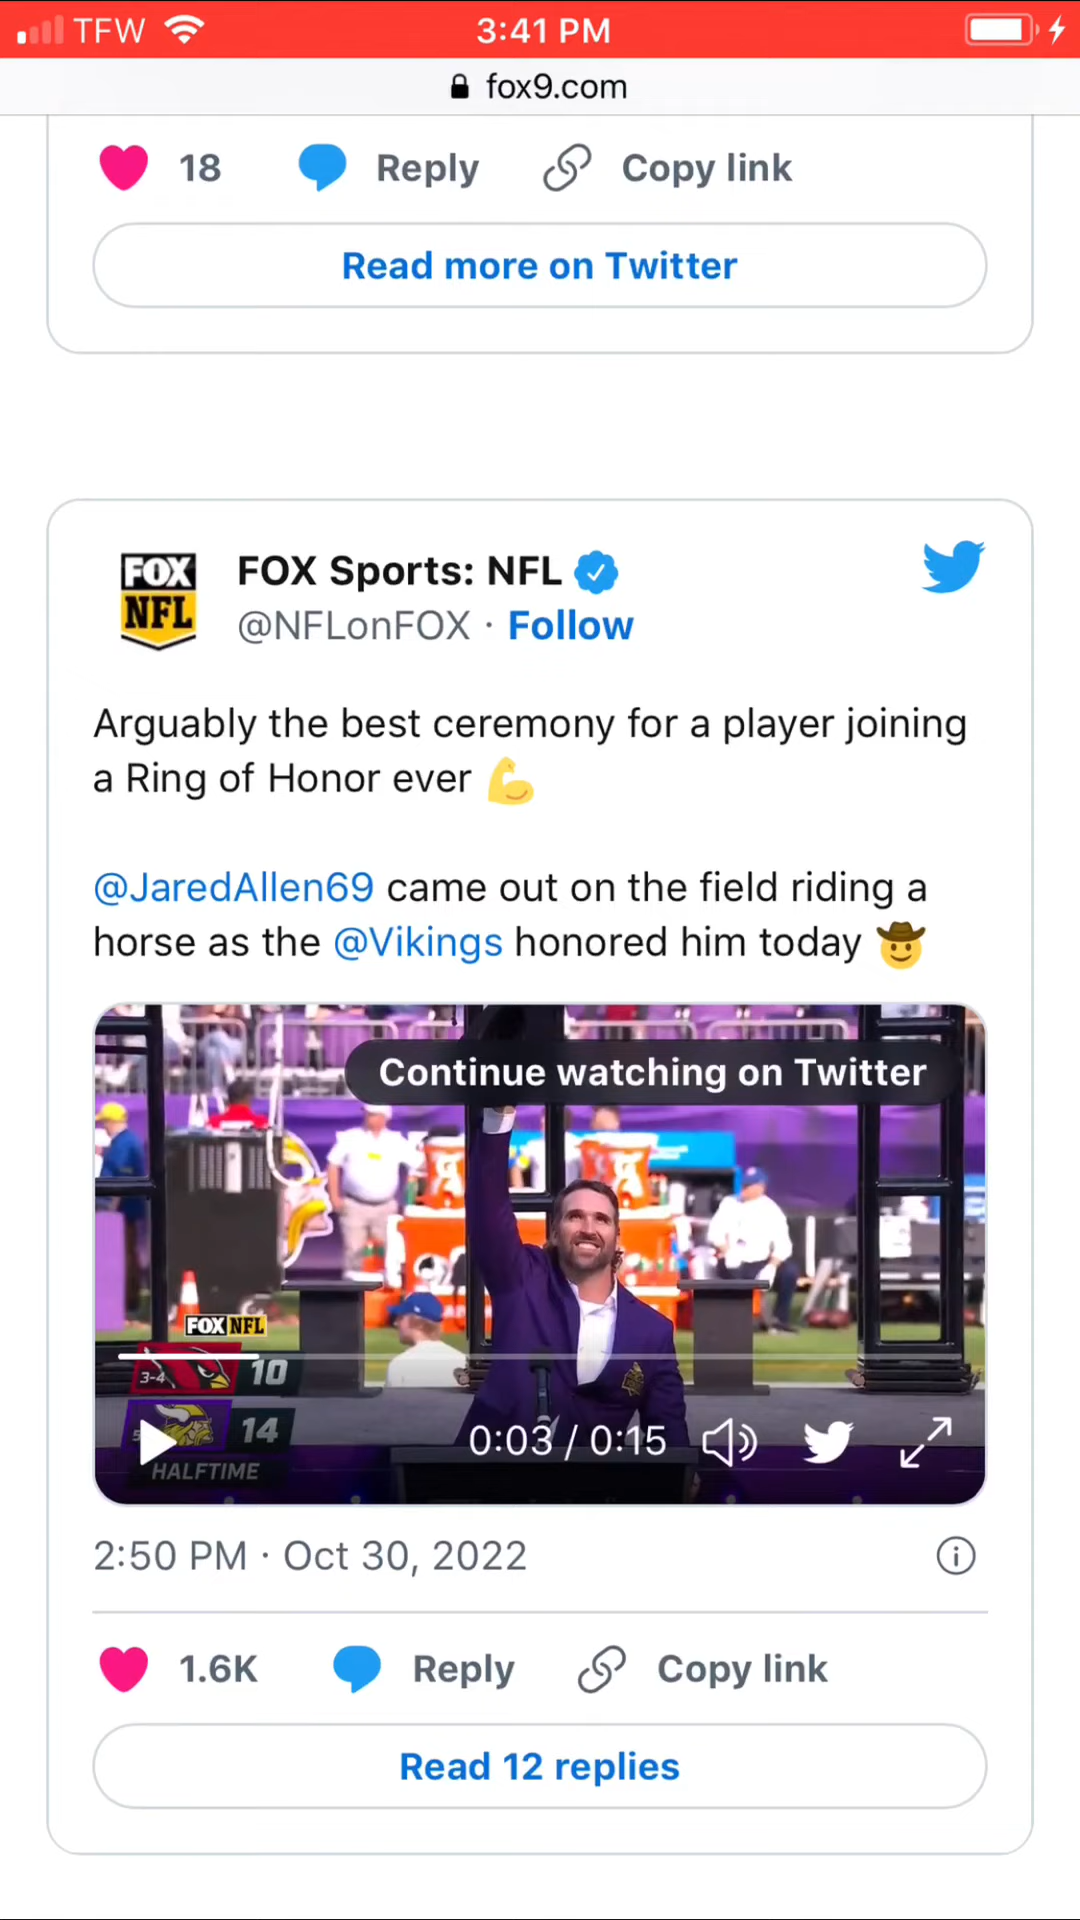 TFW 3:41 PM
fox9.com
18 Reply Copy link
Read more on Twitter
FOX NFL
FOX Sports: NFL
@NFLonFOX · Follow
Arguably the best ceremony for a player joining
a Ring of Honor ever 💪
@JaredAllen69 came out on the field riding a
horse as the @Vikings honored him today 🤠
Continue watching on Twitter
FOX NFL
3-4 10
14
HALFTIME
0:03 / 0:15
2:50 PM · Oct 30, 2022
1.6K Reply Copy link
Read 12 replies